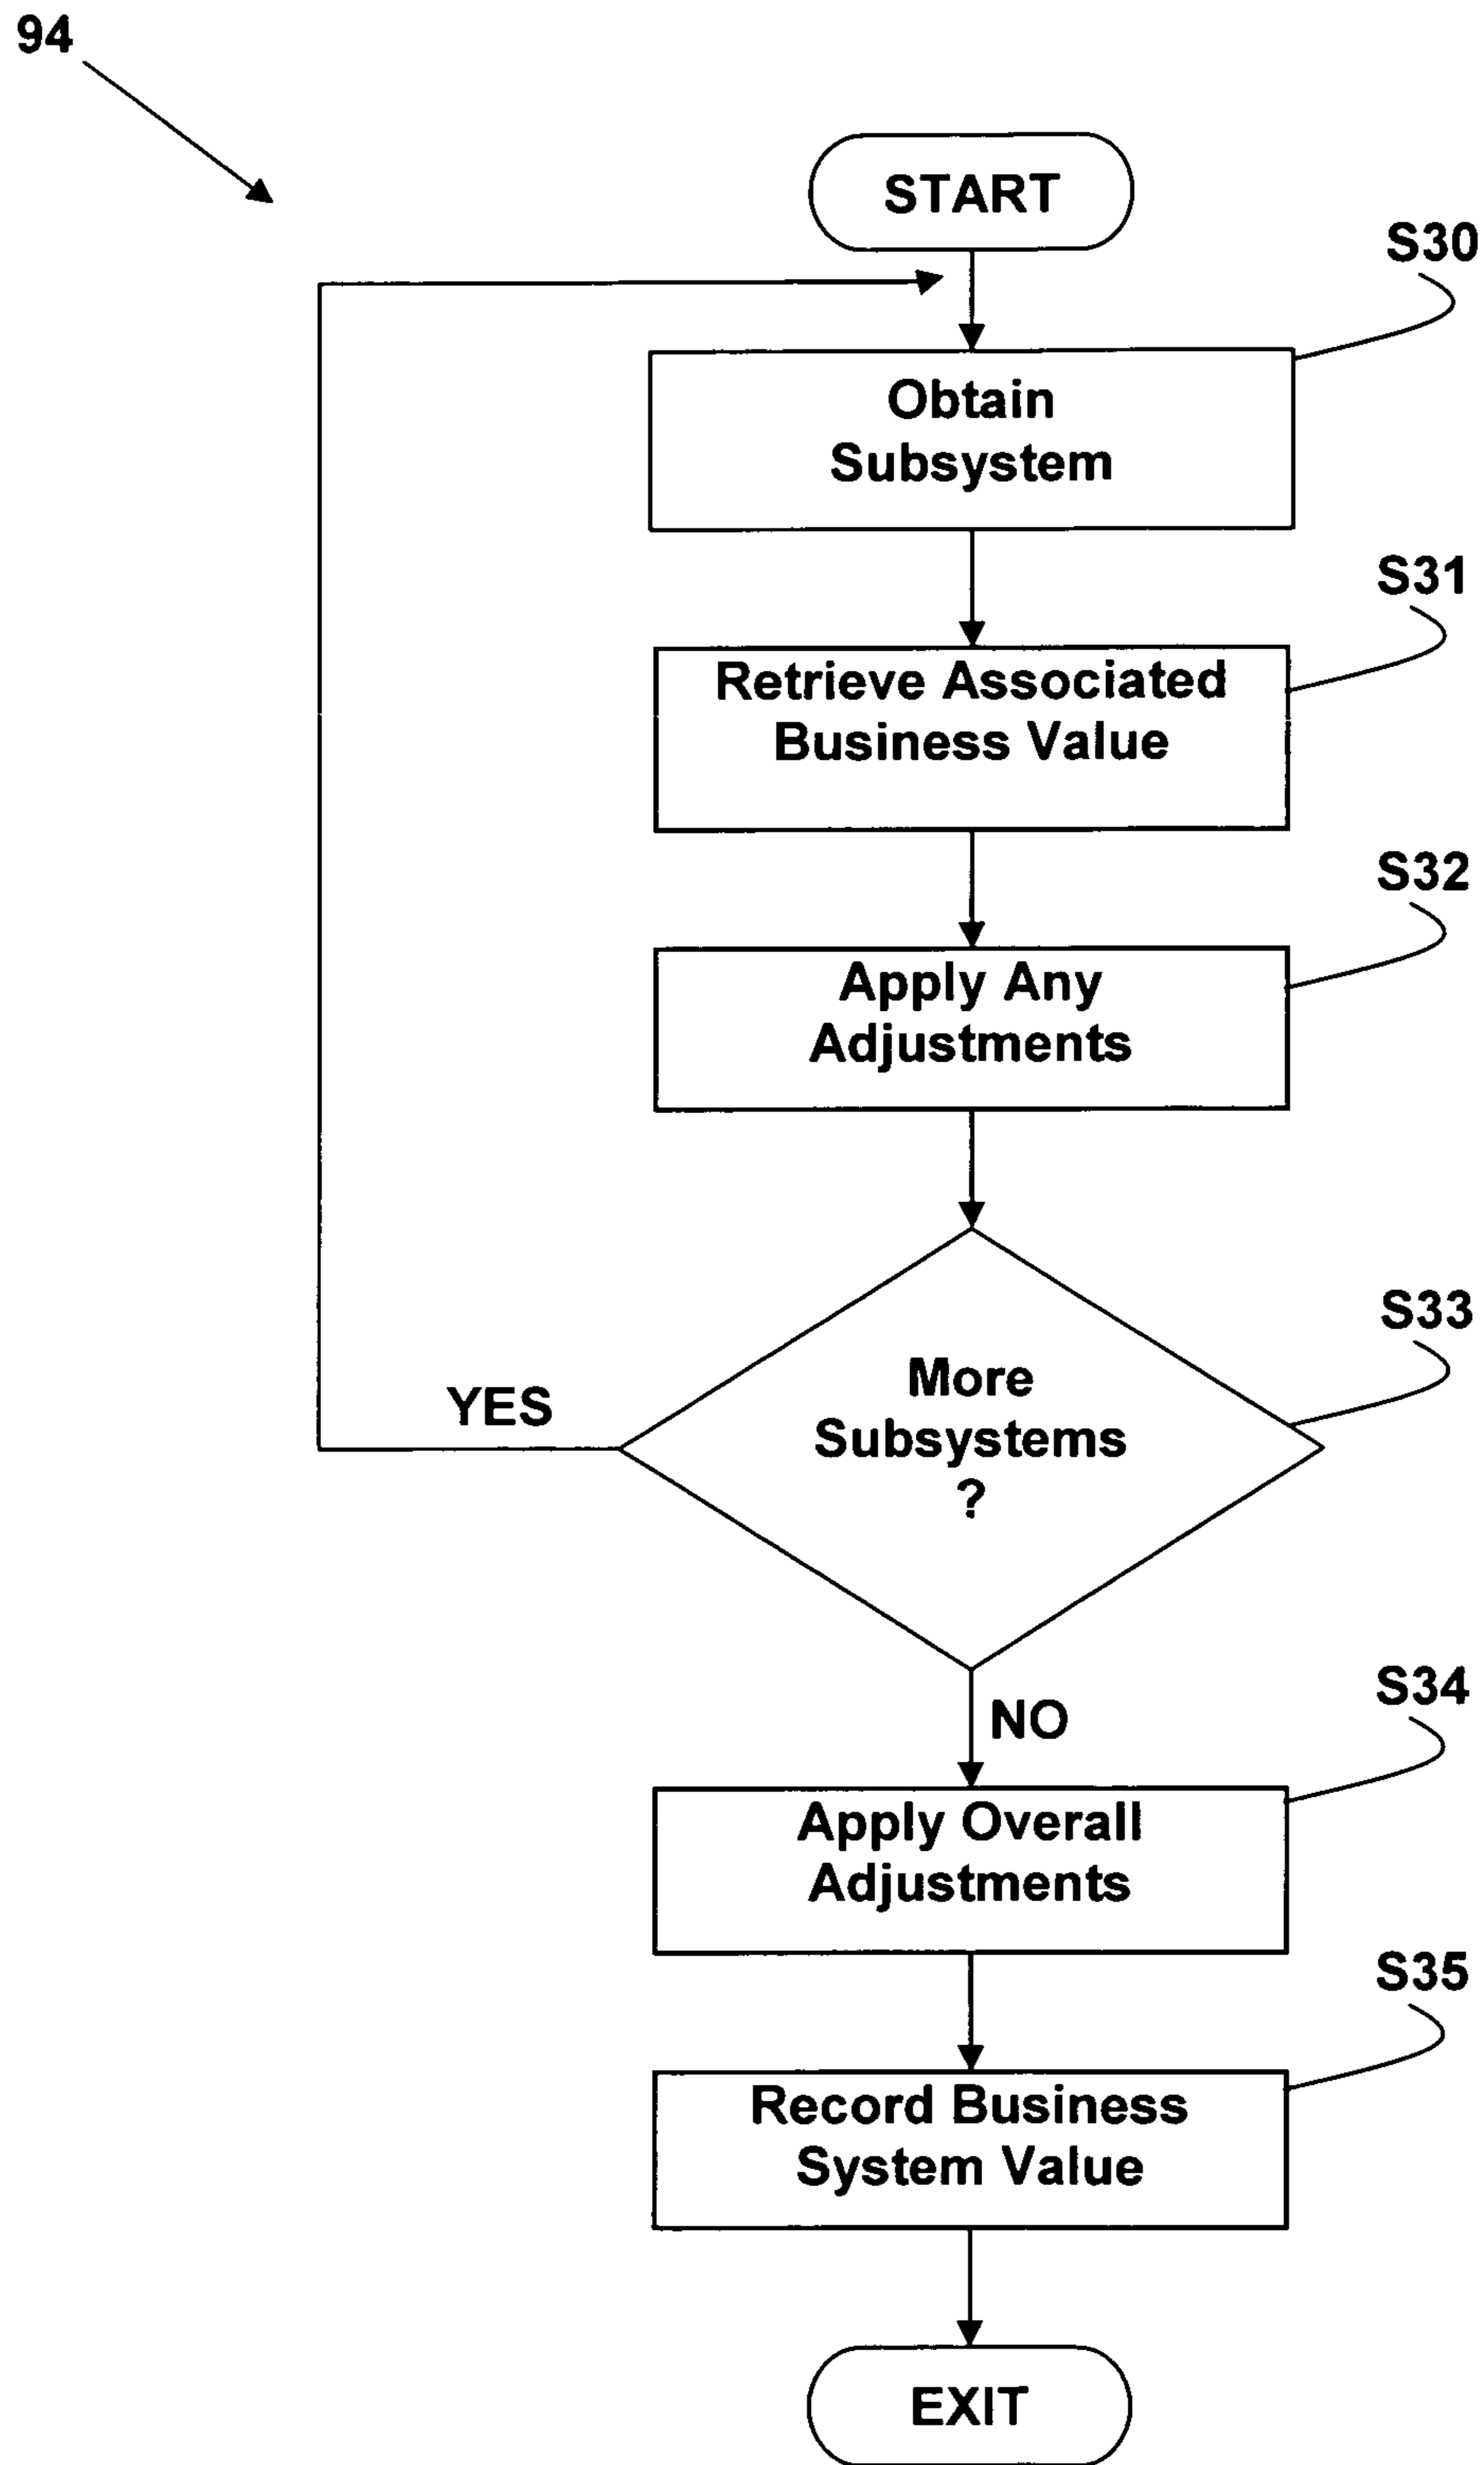 94
START
S30
Obtain
Subsystem
S31
Retrieve Associated
Business Value
S32
Apply Any
Adjustments
S33
More
Subsystems
?
YES
NO
S34
Apply Overall
Adjustments
S35
Record Business
System Value
EXIT